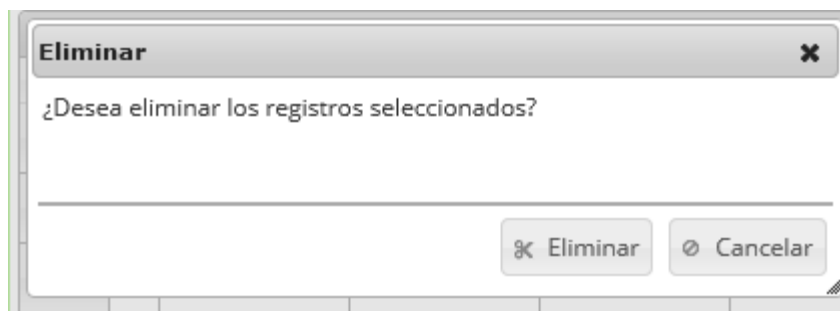 Eliminar
¿Desea eliminar los registros seleccionados?
Eliminar Cancelar